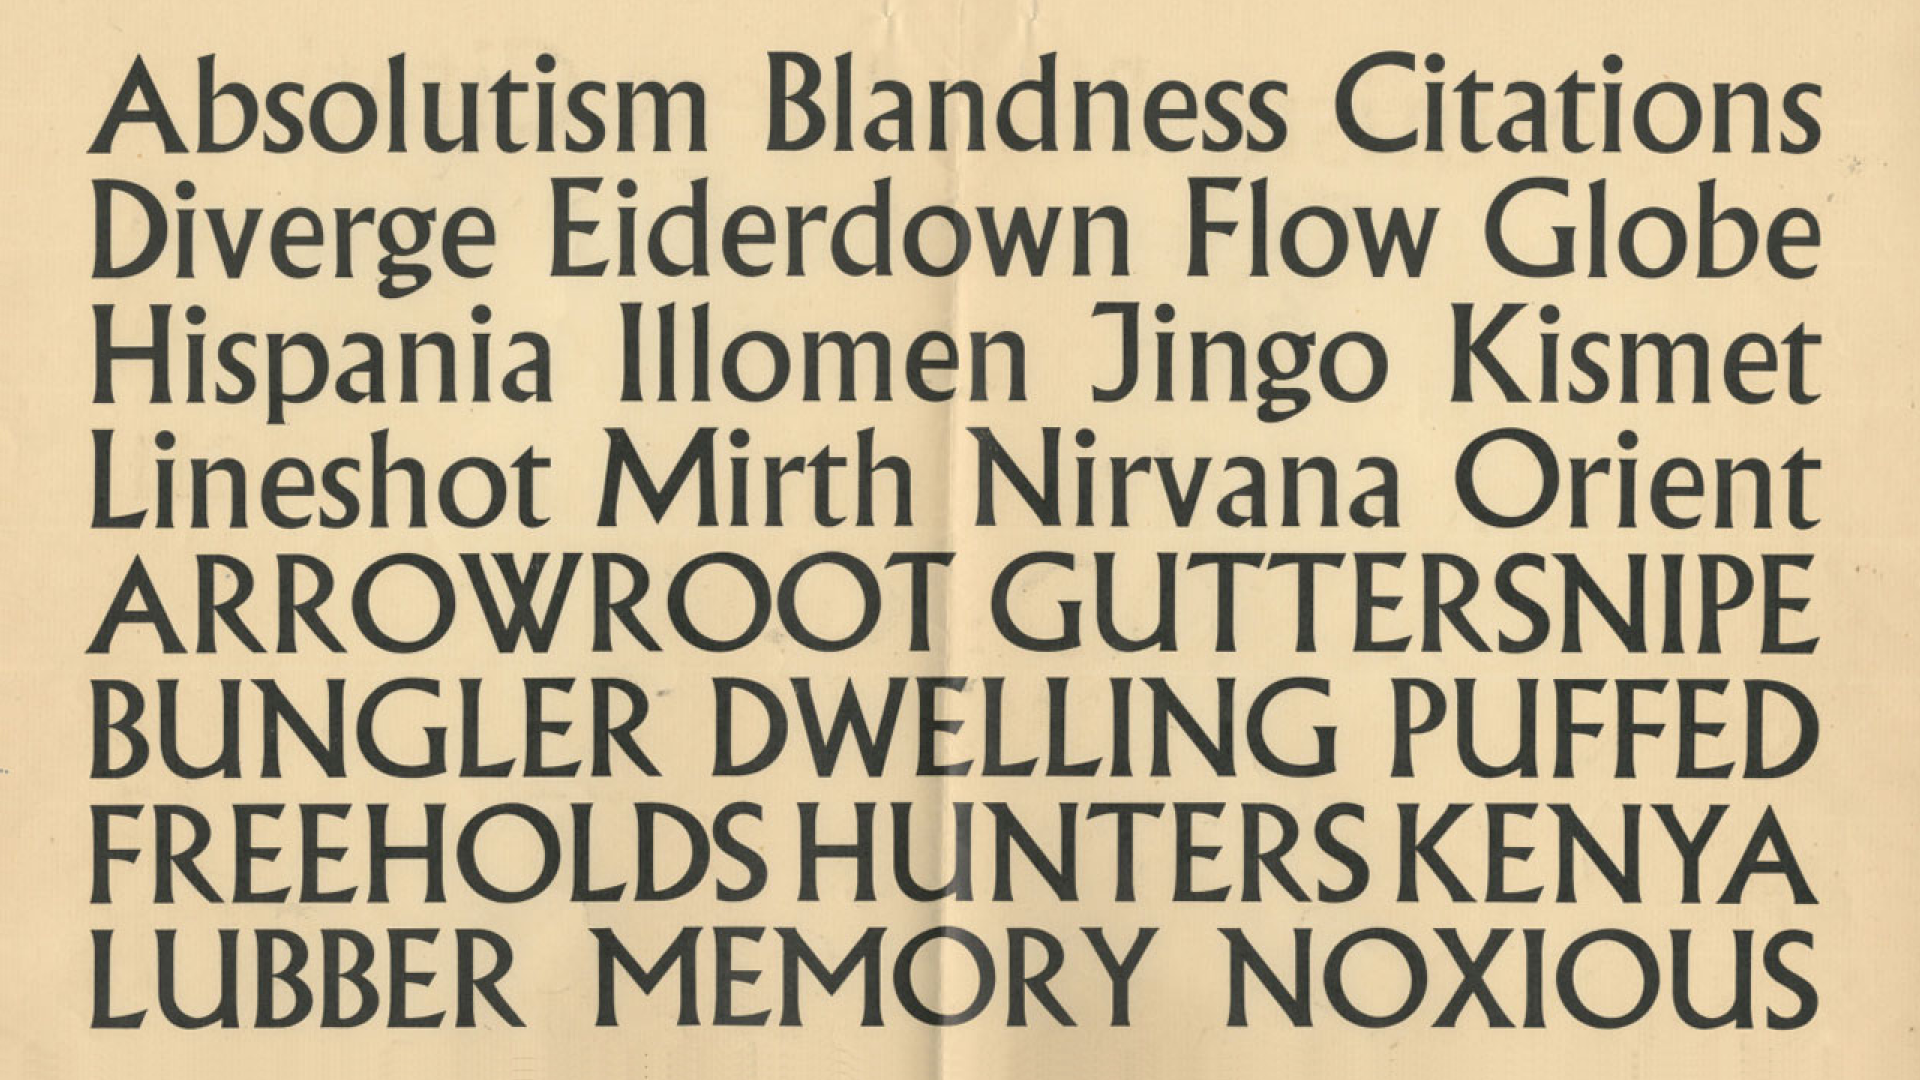 Absolutism Blandness Citations
Diverge Eiderdown Flow Globe
Hispania Illomen Jingo Kismet
Lineshot Mirth Nirvana Orient
ARROWROOT GUTTERSNIPE
BUNGLER DWELLING PUFFED
FREEHOLDS HUNTERS KENYA
LUBBER MEMORY NOXIOUS